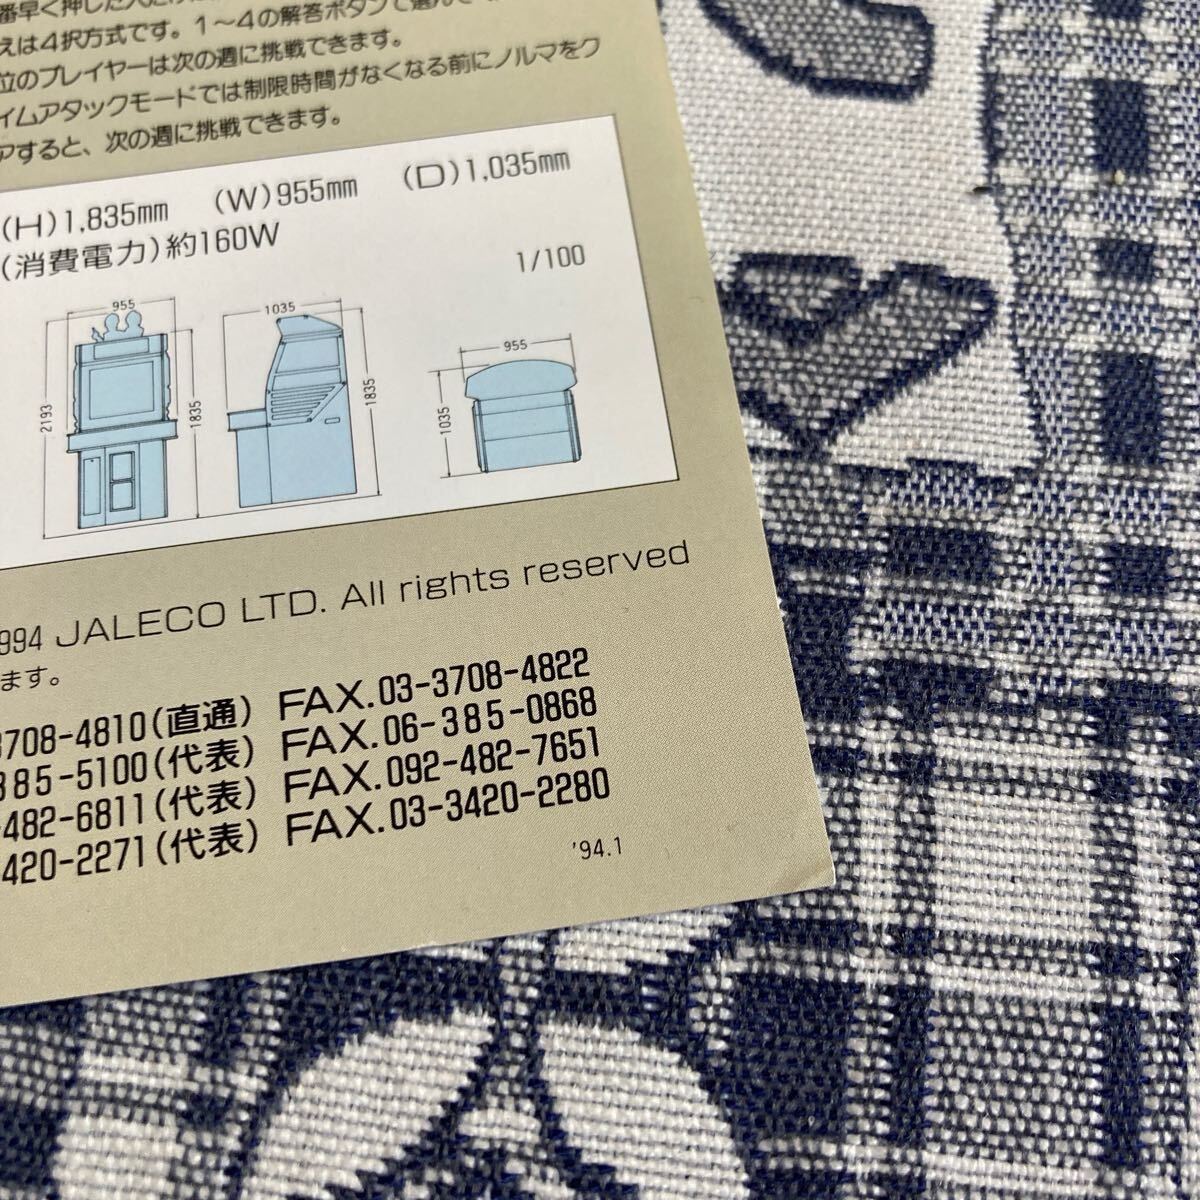 番早く押した人だけ
えは4択方式です。1〜4の解答ボタンで選んで
位のプレイヤーは次の週に挑戦できます。
イムアタックモードでは制限時間がなくなる前にノルマをク
アすると、次の週に挑戦できます。
(H)1,835mm (W)955mm (D)1,035mm
(消費電力)約160W
1/100
955
2193
1835
1035
1835
955
1035
994 JALECO LTD. All rights reserved
ます。
3708-4810(直通) FAX.03-3708-4822
385-5100(代表) FAX.06-385-0868
-482-6811(代表) FAX.092-482-7651
420-2271(代表) FAX.03-3420-2280
'94.1